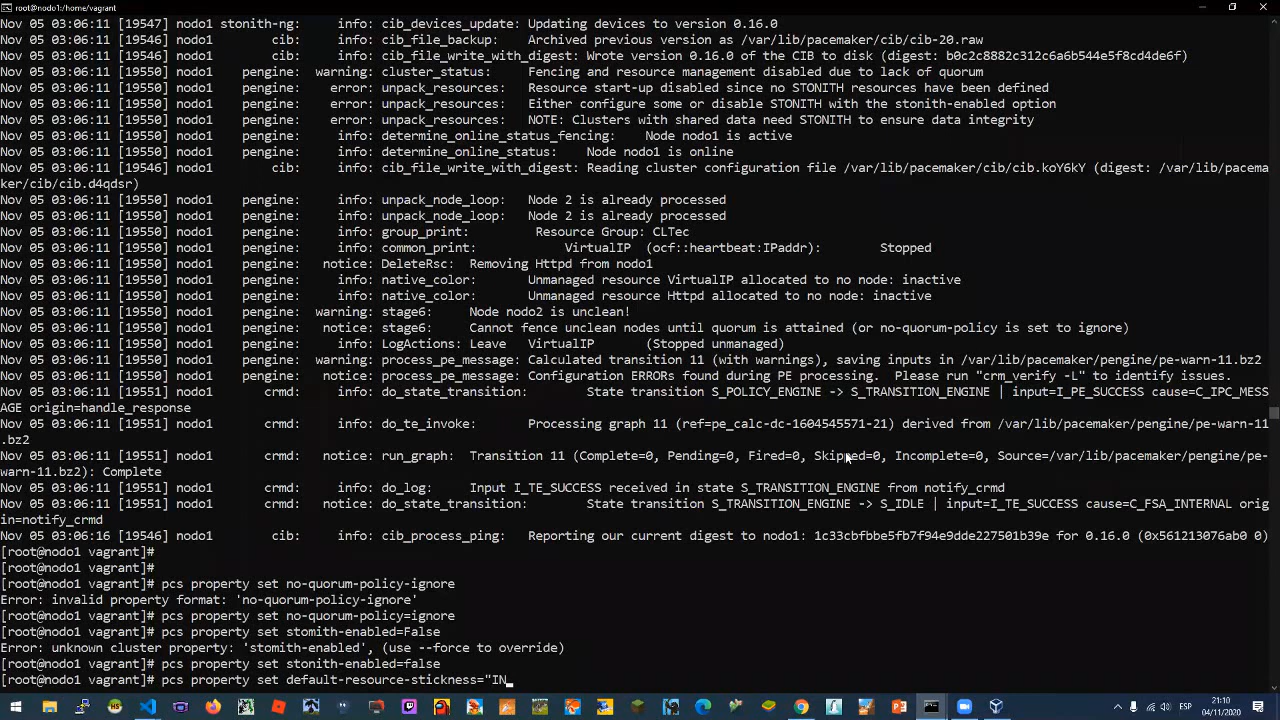 root@nodo1:/home/vagrant
Nov 05 03:06:11 [19547] nodo1 stonith-ng: info: cib_devices_update: Updating devices to 0.16.0
Nov 05 03:06:11 [19546] nodo1 cib: info: cib_file_backup: Archived previous version as /var/lib/pacemaker/cib/cib-20.raw
Nov 05 03:06:11 [19546] nodo1 cib: info: cib_file_write_with_digest: Wrote version 0.16.0 of the CIB to disk (digest: b0c2c8882c312c6a6b544e5f8cd4de6f)
Nov 05 03:06:11 [19550] nodo1 pengine: warning: cluster_status: Fencing and resource management disabled due to lack of quorum
Nov 05 03:06:11 [19550] nodo1 pengine: error: unpack_resources: Resource start-up disabled since no STONITH resources have been defined
Nov 05 03:06:11 [19550] nodo1 pengine: error: unpack_resources: Either configure some or disable STONITH with the stonith-enabled option
Nov 05 03:06:11 [19550] nodo1 pengine: error: unpack_resources: NOTE: Clusters with shared data need STONITH to ensure data integrity
Nov 05 03:06:11 [19550] nodo1 pengine: info: determine_online_status_fencing: Node nodo1 is active
Nov 05 03:06:11 [19550] nodo1 pengine: info: determine_online_status: Node nodo1 is online
Nov 05 03:06:11 [19546] nodo1 cib: info: cib_file_write_with_digest: Reading cluster configuration file /var/lib/pacemaker/cib/cib.koY6kY (digest: /var/lib/pacema
ker/cib/cib.d4qdsr)
Nov 05 03:06:11 [19550] nodo1 pengine: info: unpack_node_loop: Node 2 is already processed
Nov 05 03:06:11 [19550] nodo1 pengine: info: unpack_node_loop: Node 2 is already processed
Nov 05 03:06:11 [19550] nodo1 pengine: info: group_print: Resource Group: CLTec
Nov 05 03:06:11 [19550] nodo1 pengine: info: common_print: VirtualIP (ocf::heartbeat:IPaddr): Stopped
Nov 05 03:06:11 [19550] nodo1 pengine: notice: DeleteRsc: Removing Httpd from nodo1
Nov 05 03:06:11 [19550] nodo1 pengine: info: native_color: Unmanaged resource VirtualIP allocated to no node: inactive
Nov 05 03:06:11 [19550] nodo1 pengine: info: native_color: Unmanaged resource Httpd allocated to no node: inactive
Nov 05 03:06:11 [19550] nodo1 pengine: warning: stage6: Node nodo2 is unclean!
Nov 05 03:06:11 [19550] nodo1 pengine: notice: stage6: Cannot fence unclean nodes until quorum is attained (or no-quorum-policy is set to ignore)
Nov 05 03:06:11 [19550] nodo1 pengine: info: LogActions: Leave VirtualIP (Stopped unmanaged)
Nov 05 03:06:11 [19550] nodo1 pengine: warning: process_pe_message: Calculated transition 11 (with warnings), saving inputs in /var/lib/pacemaker/pengine/pe-warn-11.bz2
Nov 05 03:06:11 [19550] nodo1 pengine: notice: process_pe_message: Configuration ERRORs found during PE processing. Please run "crm_verify -L" to identify issues.
Nov 05 03:06:11 [19551] nodo1 crmd: info: do_state_transition: State transition S_POLICY_ENGINE -> S_TRANSITION_ENGINE | input=I_PE_SUCCESS cause=C_IPC_MESS
AGE origin=handle_response
Nov 05 03:06:11 [19551] nodo1 crmd: info: do_te_invoke: Processing graph 11 (ref=pe_calc-dc-1604545571-21) derived from /var/lib/pacemaker/pengine/pe-warn-11
.bz2
Nov 05 03:06:11 [19551] nodo1 crmd: notice: run_graph: Transition 11 (Complete=0, Pending=0, Fired=0, Skipped=0, Incomplete=0, Source=/var/lib/pacemaker/pengine/pe-
warn-11.bz2): Complete
Nov 05 03:06:11 [19551] nodo1 crmd: info: do_log: Input I_TE_SUCCESS received in state S_TRANSITION_ENGINE from notify_crmd
Nov 05 03:06:11 [19551] nodo1 crmd: info: do_state_transition: State transition S_TRANSITION_ENGINE -> S_IDLE | input=I_TE_SUCCESS cause=C_FSA_INTERNAL orig
in=notify_crmd
Nov 05 03:06:16 [19546] nodo1 cib: info: cib_process_ping: Reporting our current digest to nodo1: 1c33cbfbbe5fb7f94e9dde227501b39e for 0.16.0 (0x561213076ab0 0)
[root@nodo1 vagrant]#
[root@nodo1 vagrant]#
[root@nodo1 vagrant]# pcs property set no-quorum-policy-ignore
Error: invalid property format: 'no-quorum-policy-ignore'
[root@nodo1 vagrant]# pcs property set no-quorum-policy=ignore
[root@nodo1 vagrant]# pcs property set stomith-enabled=False
Error: unknown cluster property: 'stomith-enabled', (use --force to override)
[root@nodo1 vagrant]# pcs property set stonith-enabled=false
[root@nodo1 vagrant]# pcs property set default-resource-stickness="IN
ESP
21:10
04/11/2020